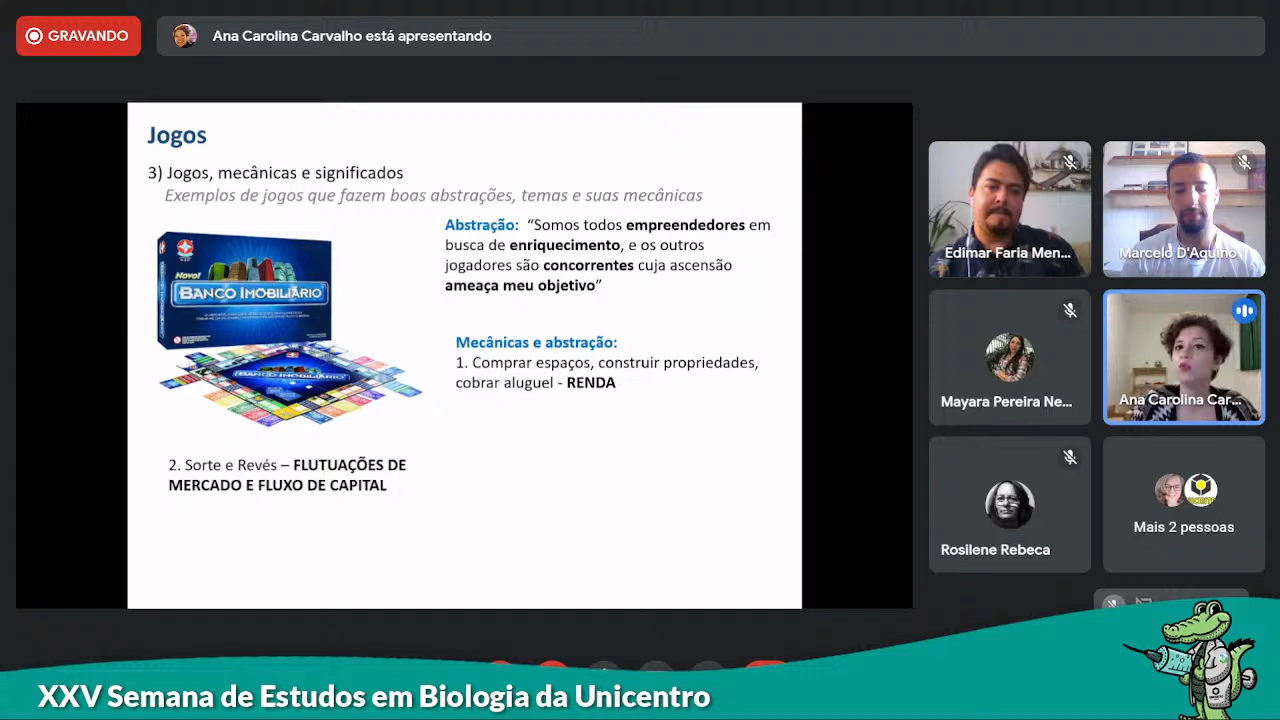 GRAVANDO
Ana Carolina Carvalho está apresentando
Jogos
3) Jogos, mecânicas e significados
Exemplos de jogos que fazem boas abstrações, temas e suas mecânicas
Novo!
BANCO IMOBILIÁRIO
BANCO IMOBILIÁRIO
Abstração: “Somos todos empreendedores em
busca de enriquecimento, e os outros
jogadores são concorrentes cuja ascensão
ameaça meu objetivo”
Mecânicas e abstração:
1. Comprar espaços, construir propriedades,
cobrar aluguel - RENDA
2. Sorte e Revés – FLUTUAÇÕES DE
MERCADO E FLUXO DE CAPITAL
Edimar Faria Men...
Marcelo D'Aquino
Mayara Pereira Ne...
Ana Carolina Car...
Rosilene Rebeca
Mais 2 pessoas
XXV Semana de Estudos em Biologia da Unicentro